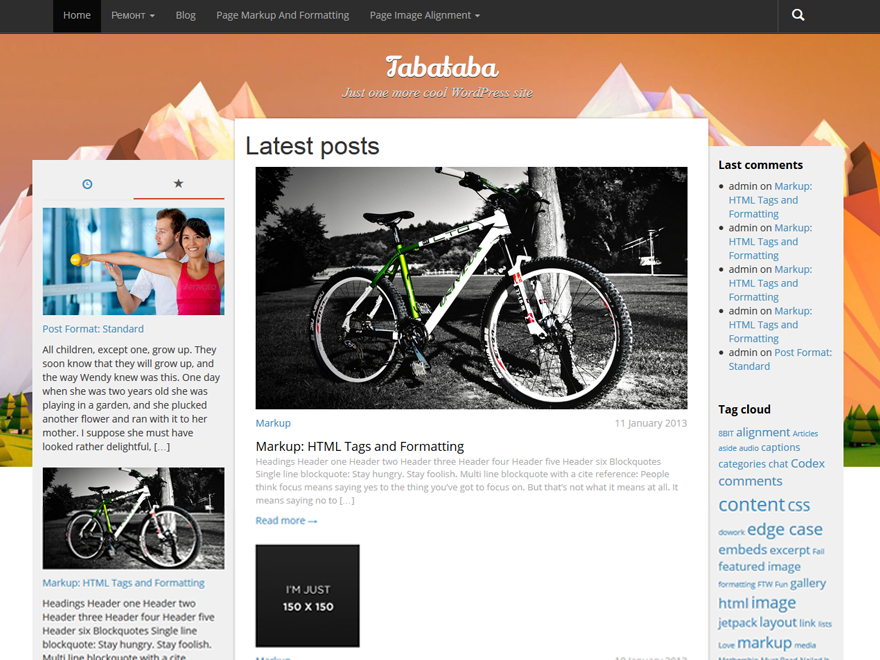 Home Ремонт Blog Page Markup And Formatting Page Image Alignment
Tabataba
Just one more cool WordPress site
Post Format: Standard
All children, except one, grow up. They
soon know that they will grow up, and
the way Wendy knew was this. One day
when she was two years old she was
playing in a garden, and she plucked
another flower and ran with it to her
mother. I suppose she must have
looked rather delightful, […]
Markup: HTML Tags and Formatting
Headings Header one Header two
Header three Header four Header five
Header six Blockquotes Single line
blockquote: Stay hungry. Stay foolish.
Multi line blockquote with a cite
Latest posts
Markup 11 January 2013
Markup: HTML Tags and Formatting
Headings Header one Header two Header three Header four Header five Header six Blockquotes
Single line blockquote: Stay hungry. Stay foolish. Multi line blockquote with a cite reference: People
think focus means saying yes to the thing you've got to focus on. But that's not what it means at all. It
means saying no to […]
Read more →
I'M JUST
150 X 150
Last comments
admin on Markup:
HTML Tags and
Formatting
admin on Markup:
HTML Tags and
Formatting
admin on Markup:
HTML Tags and
Formatting
admin on Markup:
HTML Tags and
Formatting
admin on Post Format:
Standard
Tag cloud
8BIT alignment Articles
aside audio captions
categories chat Codex
comments
content css
dowork edge case
embeds excerpt Fail
featured image
formatting FTW Fun gallery
html image
jetpack layout link lists
Love markup media